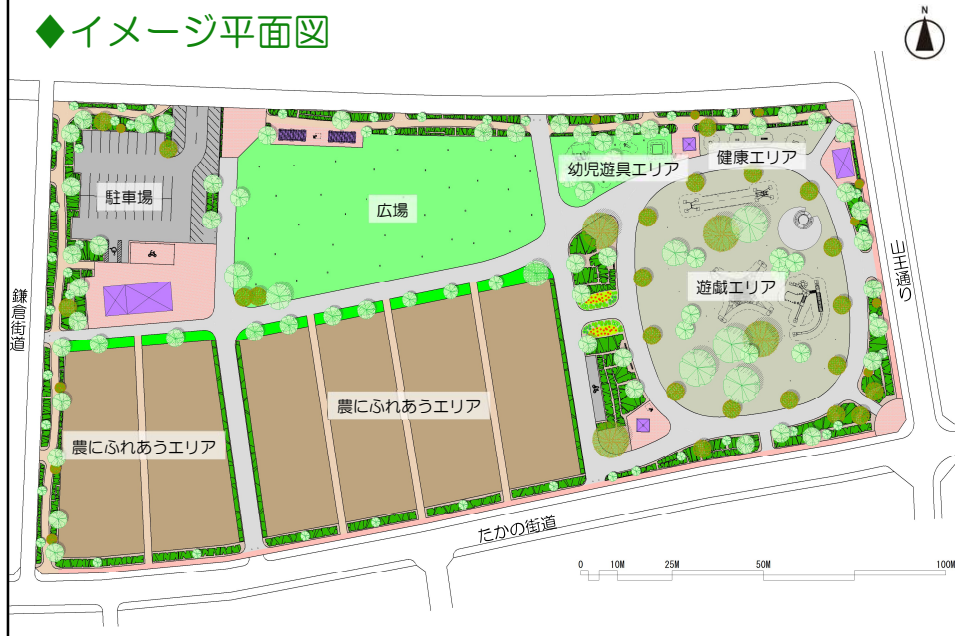 ◆イメージ平面図
N
幼児遊具エリア
健康エリア
駐車場
広場
山王通り
遊戯エリア
鎌倉街道
農にふれあうエリア
農にふれあうエリア
たかの街道
0 10M 25M 50M 100M